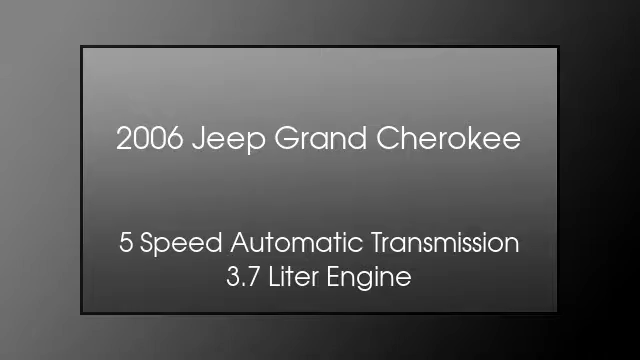 2006 Jeep Grand Cherokee
5 Speed Automatic Transmission
3.7 Liter Engine